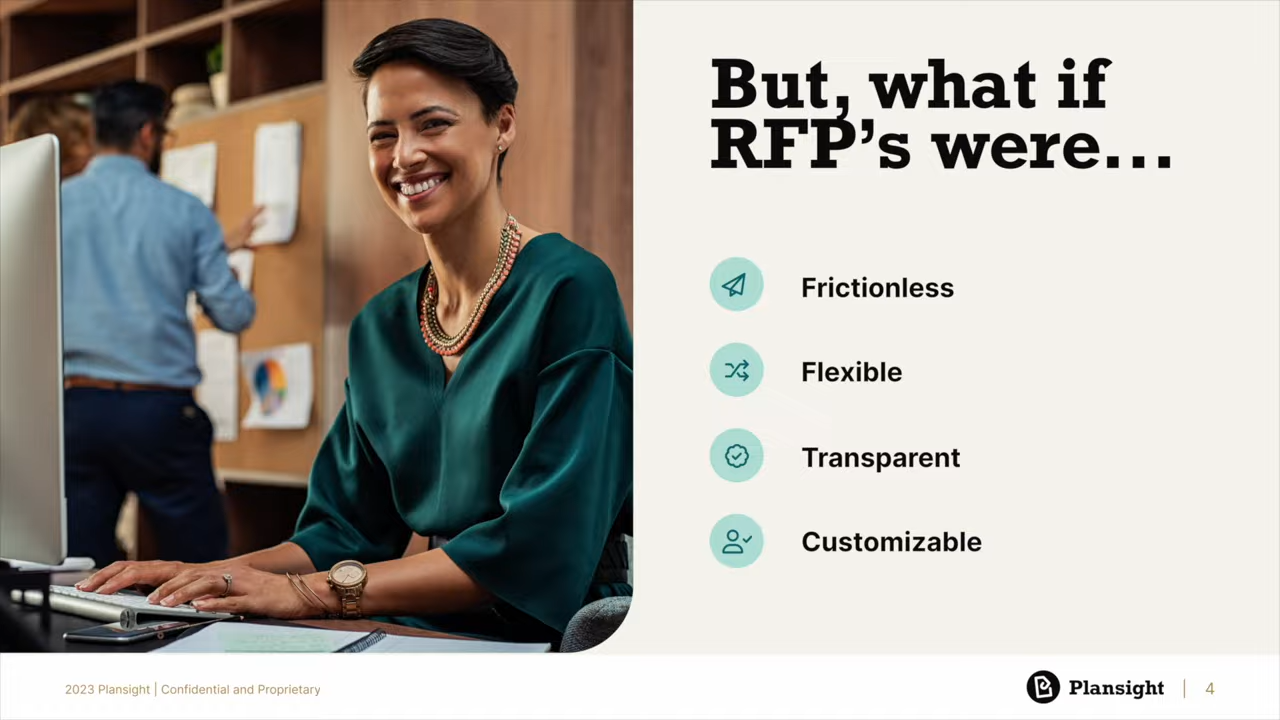 But, what if
RFP’s were...
Frictionless
Flexible
Transparent
Customizable
2023 Plansight | Confidential and Proprietary
Plansight | 4